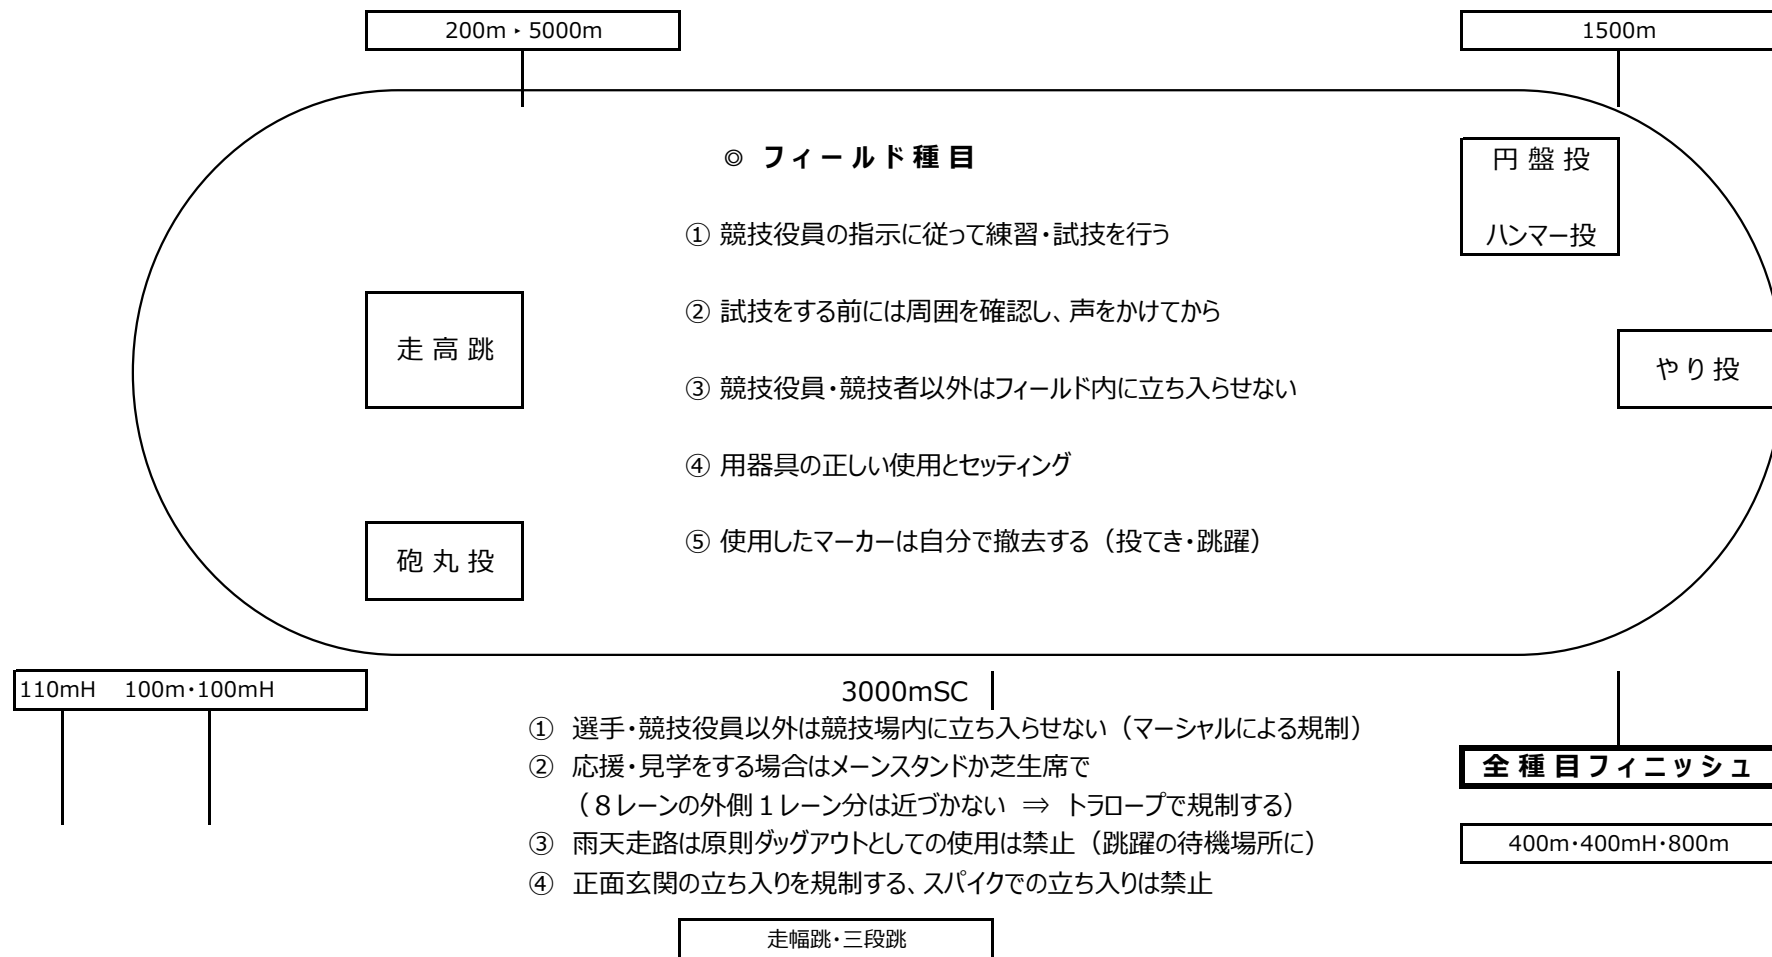 200m・5000m
1500m
◎ フィールド種目
円盤投
ハンマー投
① 競技役員の指示に従って練習・試技を行う
② 試技をする前には周囲を確認し、声をかけてから
走高跳
やり投
③ 競技役員・競技者以外はフィールド内に立ち入らせない
④ 用器具の正しい使用とセッティング
⑤ 使用したマーカーは自分で撤去する（投てき・跳躍）
砲丸投
110mH 100m・100mH
3000mSC
① 選手・競技役員以外は競技場内に立ち入らせない（マーシャルによる規制）
② 応援・見学をする場合はメーンスタンドか芝生席で
（８レーンの外側１レーン分は近づかない ⇒ トラロープで規制する）
③ 雨天走路は原則ダッグアウトとしての使用は禁止（跳躍の待機場所に）
④ 正面玄関の立ち入りを規制する、スパイクでの立ち入りは禁止
全種目フィニッシュ
400m・400mH・800m
走幅跳・三段跳